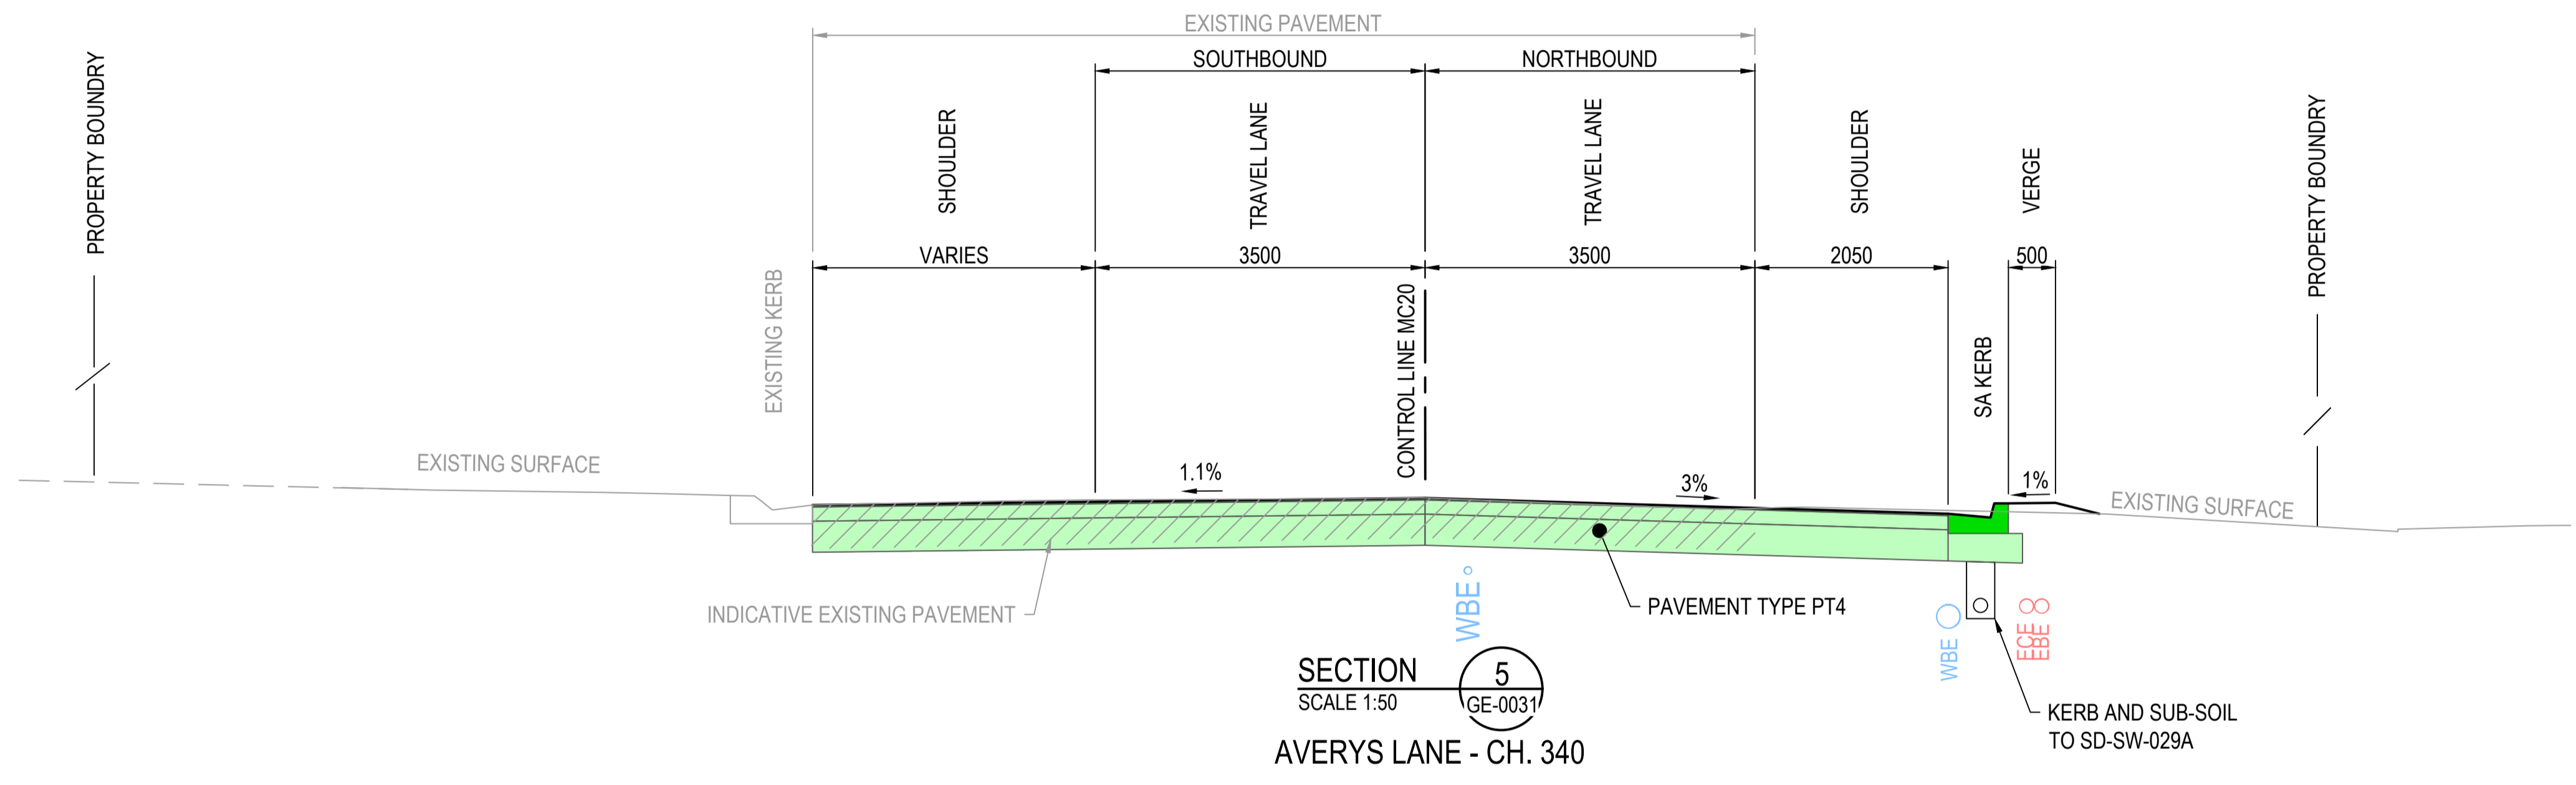 EXISTING PAVEMENT
SOUTHBOUND
NORTHBOUND
PROPERTY BOUNDRY
SHOULDER
TRAVEL LANE
TRAVEL LANE
SHOULDER
VERGE
PROPERTY BOUNDRY
VARIES
3500
3500
2050
500
EXISTING KERB
CONTROL LINE MC20
SA KERB
EXISTING SURFACE
1.1%
3%
1%
EXISTING SURFACE
INDICATIVE EXISTING PAVEMENT
WBE
PAVEMENT TYPE PT4
WBE
ECE
EBE
SECTION
SCALE 1:50
5
GE-0031
AVERYS LANE - CH. 340
KERB AND SUB-SOIL
TO SD-SW-029A